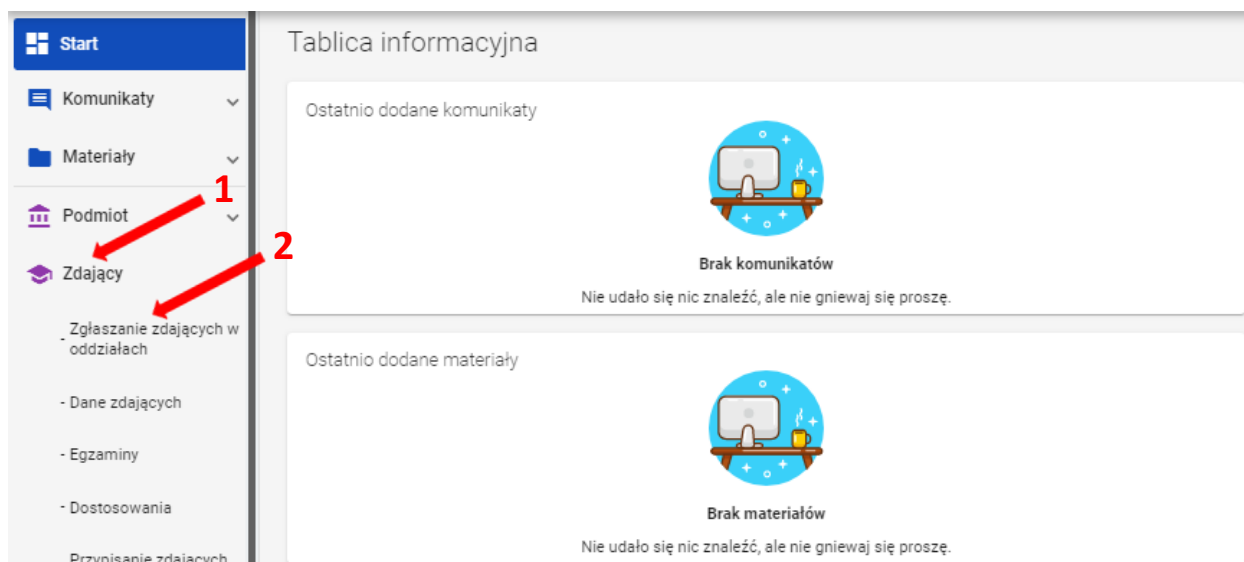 Start
Komunikaty
Materiały
1
Podmiot
2
Zdający
Zgłaszanie zdających w
oddziałach
- Dane zdających
- Egzaminy
- Dostosowania
Przypisanie zdających
Tablica informacyjna
Ostatnio dodane komunikaty
Brak komunikatów
Nie udało się nic znaleźć, ale nie gniewaj się proszę.
Ostatnio dodane materiały
Brak materiałów
Nie udało się nic znaleźć, ale nie gniewaj się proszę.